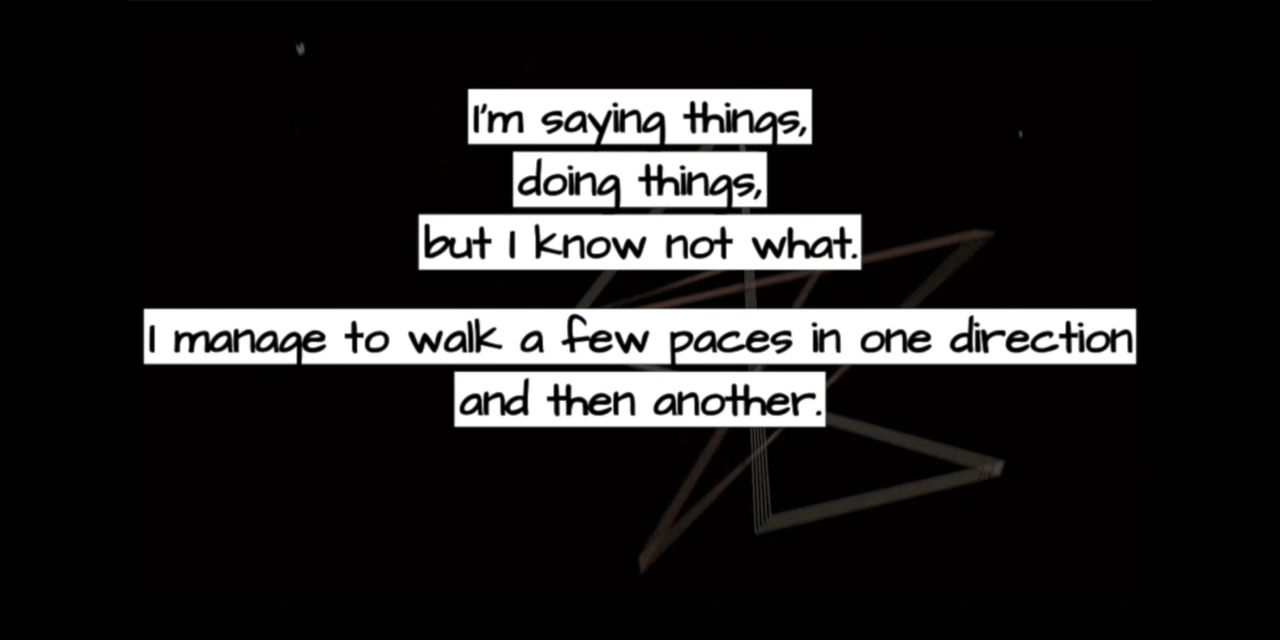 I'm saying things,
doing things,
but I know not what.
I manage to walk a few paces in one direction
and then another.